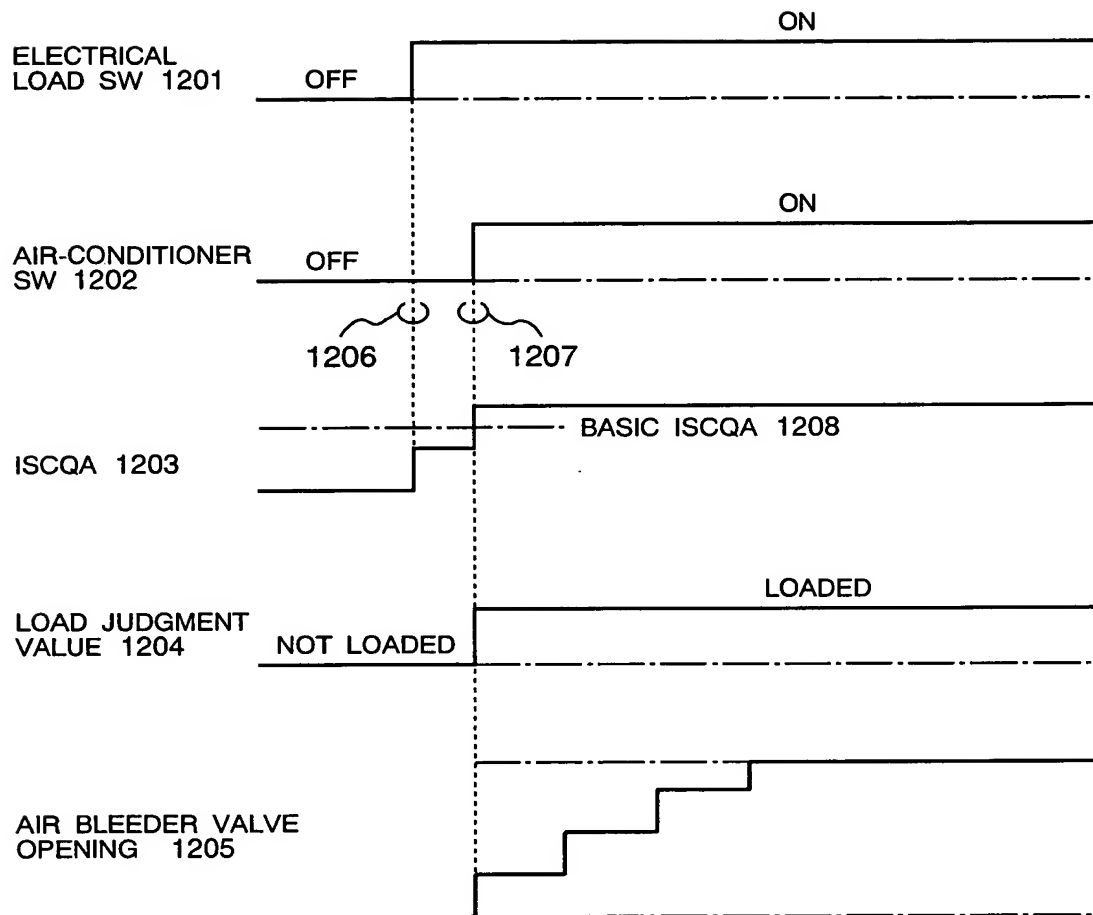 ON
ELECTRICAL
LOAD SW 1201
OFF
ON
AIR-CONDITIONER
SW 1202
OFF
1206
1207
BASIC ISCQA 1208
ISCQA 1203
LOADED
LOAD JUDGMENT
VALUE 1204
NOT LOADED
AIR BLEEDER VALVE
OPENING 1205